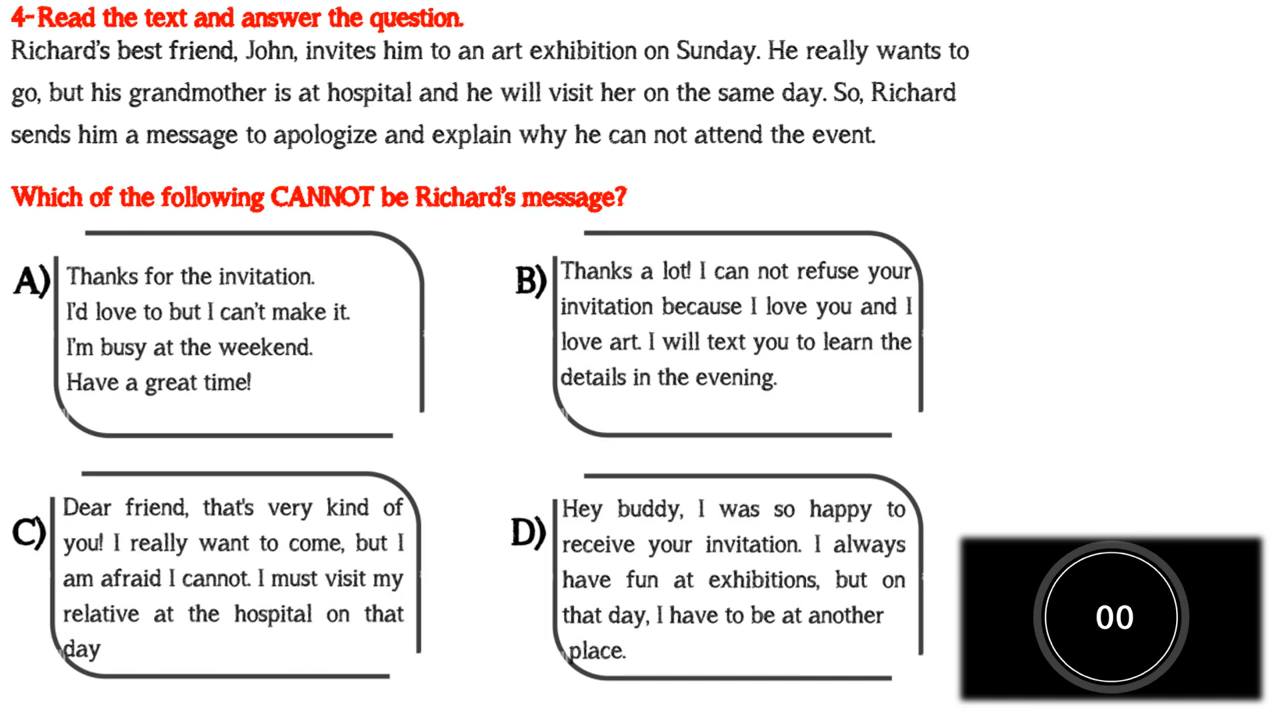 4-Read the text and answer the question.
Richard's best friend, John, invites him to an art exhibition on Sunday. He really wants to
go, but his grandmother is at hospital and he will visit her on the same day. So, Richard
sends him a message to apologize and explain why he can not attend the event.
Which of the following CANNOT be Richard's message?
A)
Thanks for the invitation.
I'd love to but I can't make it.
I'm busy at the weekend.
Have a great time!
B)
Thanks a lot! I can not refuse your
invitation because I love you and I
love art. I will text you to learn the
details in the evening.
C)
Dear friend, that's very kind of
you! I really want to come, but I
am afraid I cannot. I must visit my
relative at the hospital on that
day
D)
Hey buddy, I was so happy to
receive your invitation. I always
have fun at exhibitions, but on
that day, I have to be at another
place.
00